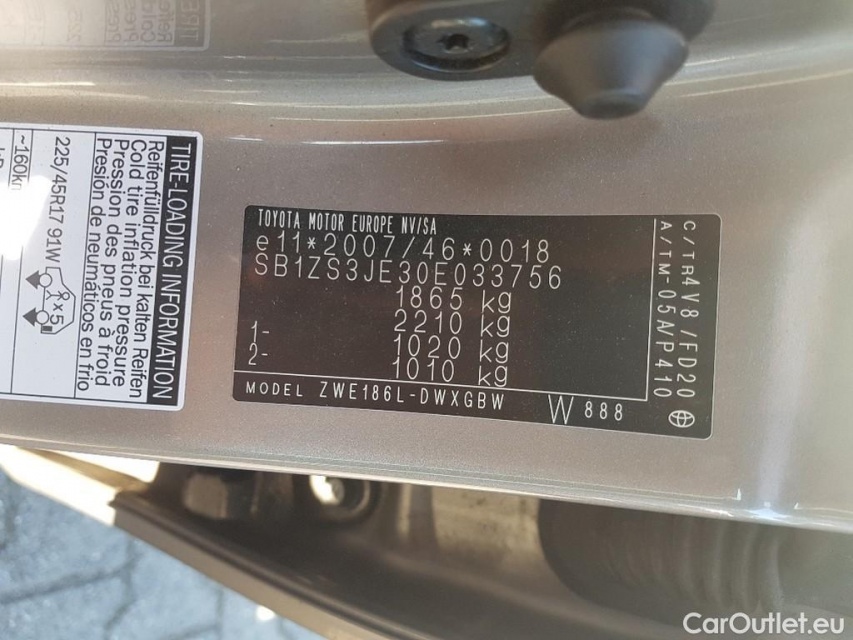 TIRE-LOADING INFORMATION
Reifenfülldruck bei kalten Reifen
Cold tire inflation pressure
Pression des pneus à froid
Presión de neumáticos en frío
225/45R17 91W
x5
TOYOTA MOTOR EUROPE NV/SA
e11*2007/46*0018
SB1ZS3JE30E033756
1865 kg
2210 kg
1- 1020 kg
2- 1010 kg
MODEL ZWE186L-DWXGBW W888
C/TR4V8/FD20
A/TM-05A/P410
CarOutlet.eu